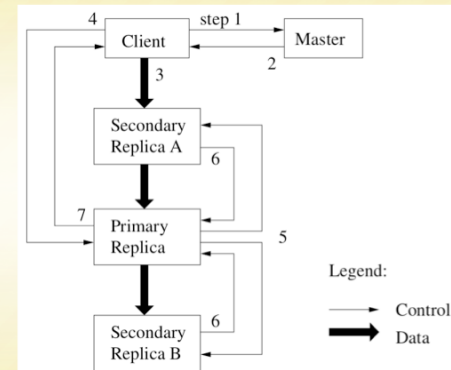 4
step 1
Client
Master
2
3
Secondary
Replica A
6
7
Primary
Replica
5
Legend:
Control
6
Data
Secondary
Replica B